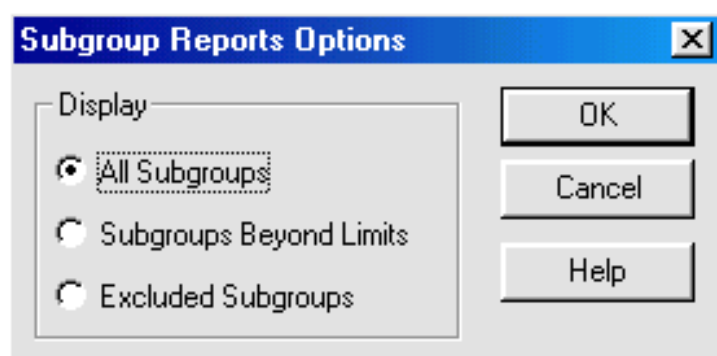 Subgroup Reports Options
Display
All Subgroups
Subgroups Beyond Limits
Excluded Subgroups
OK
Cancel
Help